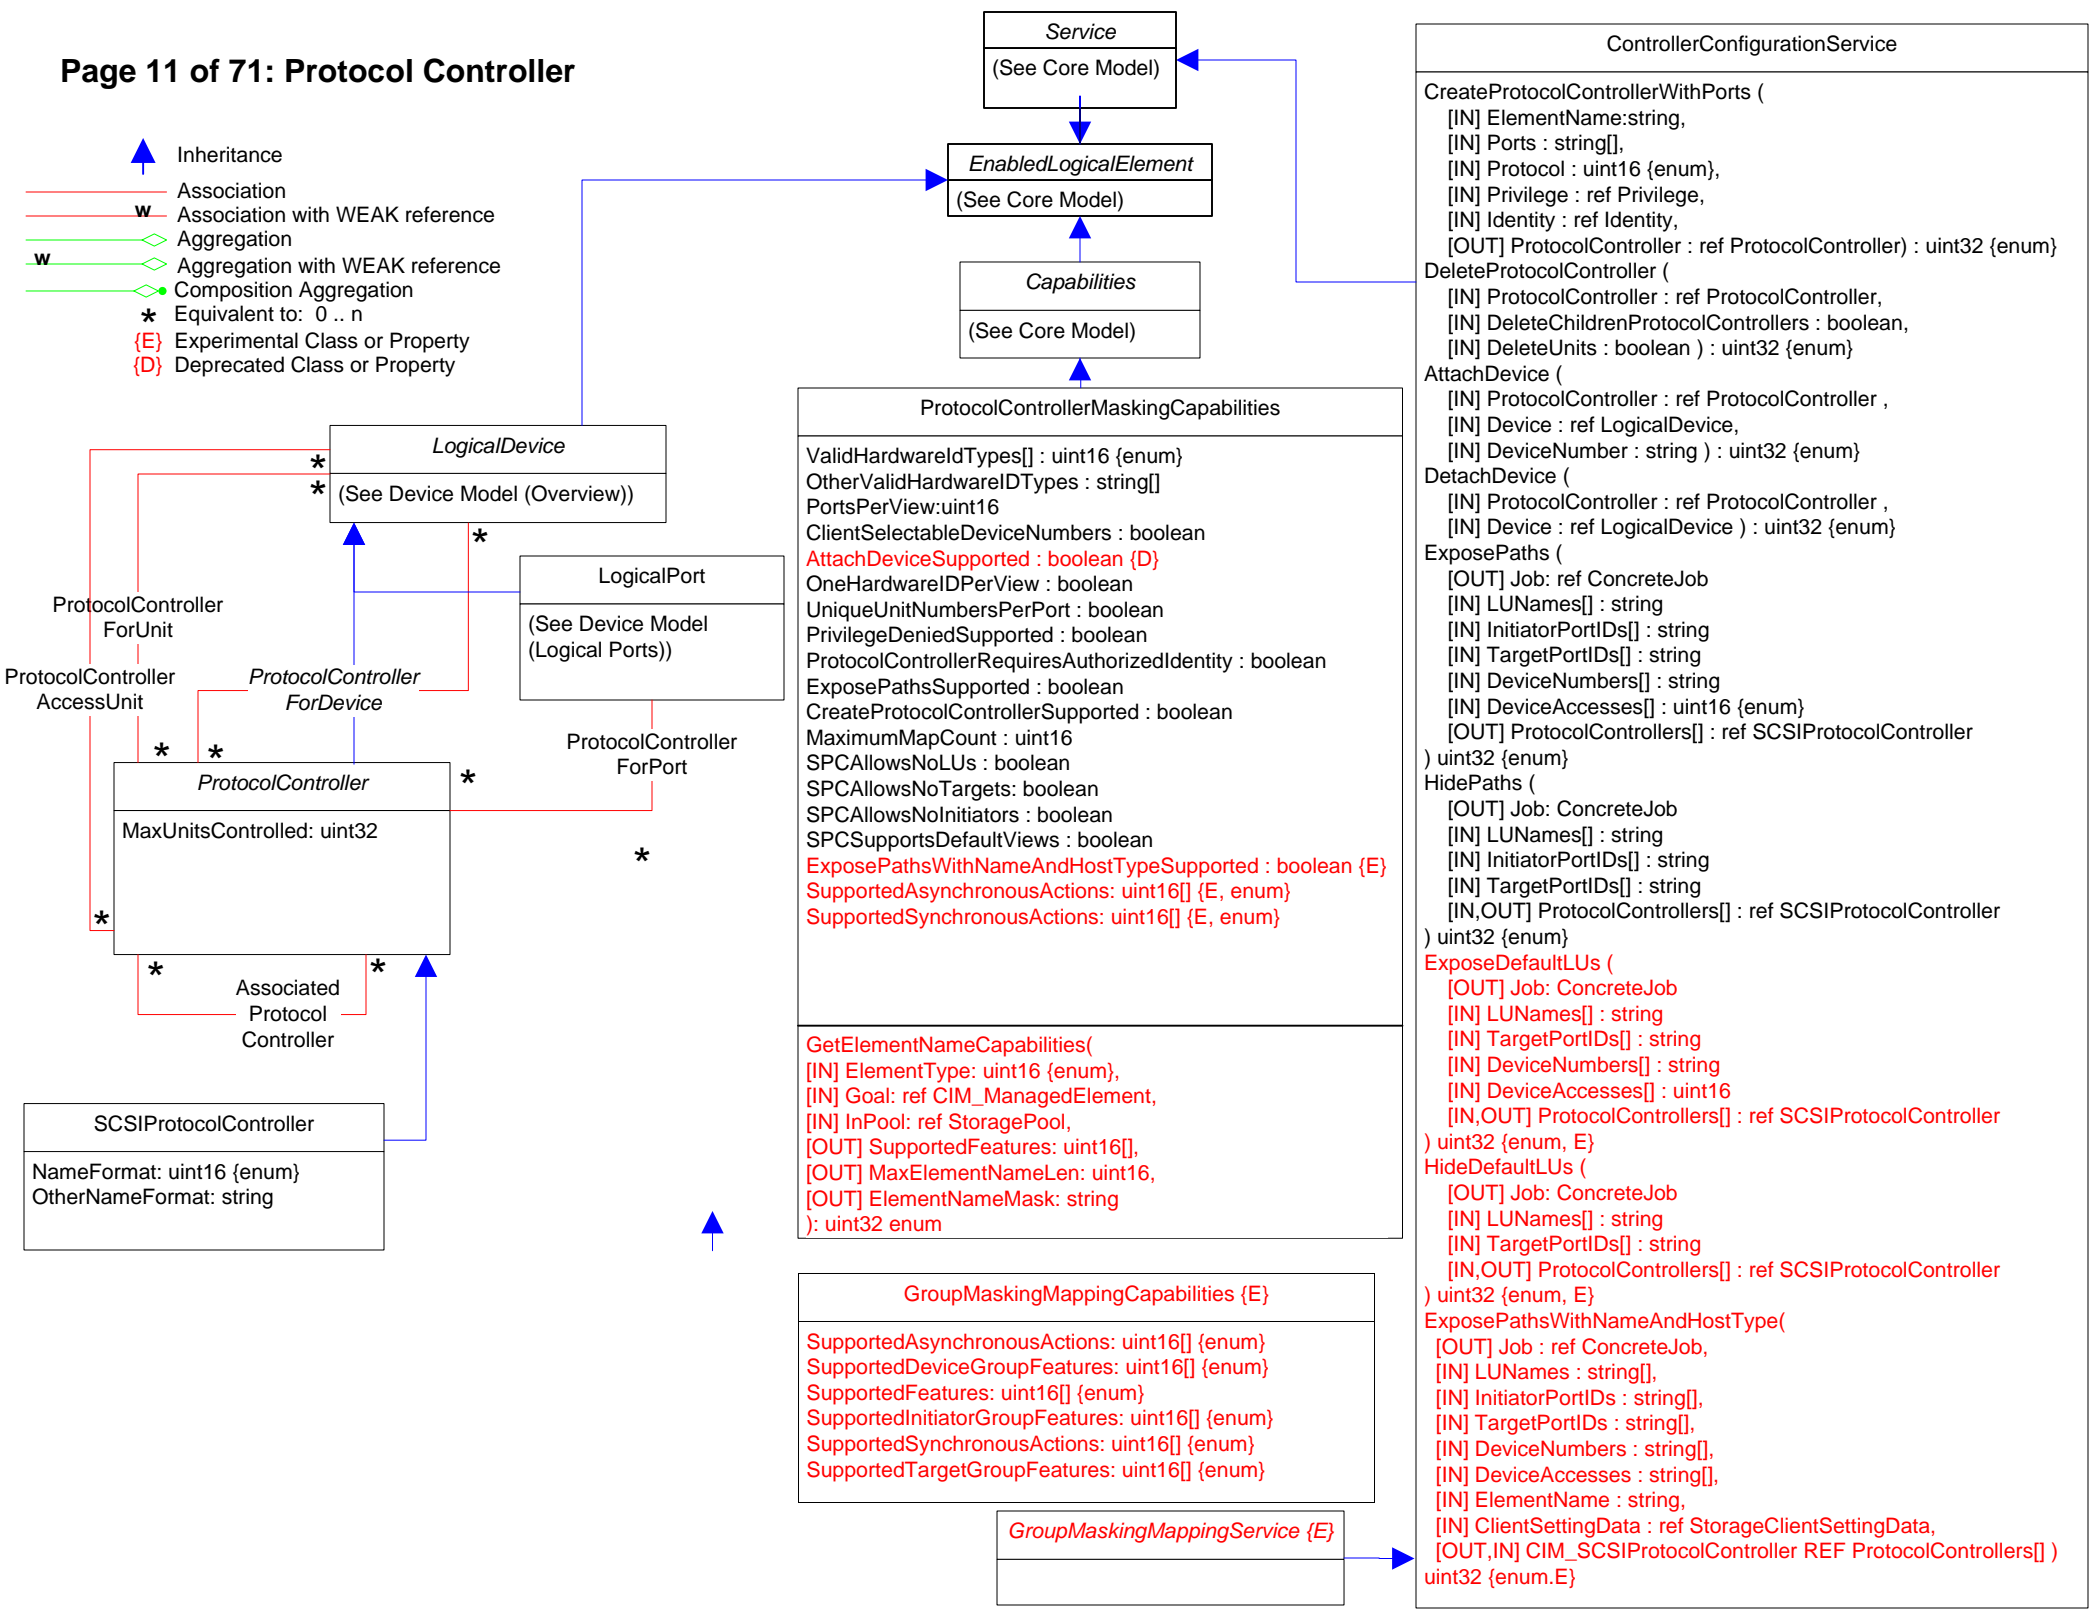 Page 11 of 71: Protocol Controller
Inheritance
Association
w
Association with WEAK reference
Aggregation
w
Aggregation with WEAK reference
Composition Aggregation
* Equivalent to: 0 .. n
{E} Experimental Class or Property
{D} Deprecated Class or Property
Service
(See Core Model)
EnabledLogicalElement
(See Core Model)
Capabilities
(See Core Model)
LogicalDevice
(See Device Model (Overview))
*
*
*
LogicalPort
(See Device Model
(Logical Ports))
ProtocolController
ForUnit
ProtocolController
AccessUnit
ProtocolController
ForDevice
ProtocolController
ForPort
*
*
*
*
*
ProtocolController
MaxUnitsControlled: uint32
*
*
Associated
Protocol
Controller
SCSIProtocolController
NameFormat: uint16 {enum}
OtherNameFormat: string
ProtocolControllerMaskingCapabilities
ValidHardwareIdTypes[] : uint16 {enum}
OtherValidHardwareIDTypes : string[]
PortsPerView:uint16
ClientSelectableDeviceNumbers : boolean
AttachDeviceSupported : boolean {D}
OneHardwareIDPerView : boolean
UniqueUnitNumbersPerPort : boolean
PrivilegeDeniedSupported : boolean
ProtocolControllerRequiresAuthorizedIdentity : boolean
ExposePathsSupported : boolean
CreateProtocolControllerSupported : boolean
MaximumMapCount : uint16
SPCAllowsNoLUs : boolean
SPCAllowsNoTargets: boolean
SPCAllowsNoInitiators : boolean
SPCSupportsDefaultViews : boolean
ExposePathsWithNameAndHostTypeSupported : boolean {E}
SupportedAsynchronousActions: uint16[] {E, enum}
SupportedSynchronousActions: uint16[] {E, enum}
GetElementNameCapabilities(
[IN] ElementType: uint16 {enum},
[IN] Goal: ref CIM_ManagedElement,
[IN] InPool: ref StoragePool,
[OUT] SupportedFeatures: uint16[],
[OUT] MaxElementNameLen: uint16,
[OUT] ElementNameMask: string
): uint32 enum
GroupMaskingMappingCapabilities {E}
SupportedAsynchronousActions: uint16[] {enum}
SupportedDeviceGroupFeatures: uint16[] {enum}
SupportedFeatures: uint16[] {enum}
SupportedInitiatorGroupFeatures: uint16[] {enum}
SupportedSynchronousActions: uint16[] {enum}
SupportedTargetGroupFeatures: uint16[] {enum}
GroupMaskingMappingService {E}
ControllerConfigurationService
CreateProtocolControllerWithPorts (
[IN] ElementName:string,
[IN] Ports : string[],
[IN] Protocol : uint16 {enum},
[IN] Privilege : ref Privilege,
[IN] Identity : ref Identity,
[OUT] ProtocolController : ref ProtocolController) : uint32 {enum}
DeleteProtocolController (
[IN] ProtocolController : ref ProtocolController,
[IN] DeleteChildrenProtocolControllers : boolean,
[IN] DeleteUnits : boolean ) : uint32 {enum}
AttachDevice (
[IN] ProtocolController : ref ProtocolController ,
[IN] Device : ref LogicalDevice,
[IN] DeviceNumber : string ) : uint32 {enum}
DetachDevice (
[IN] ProtocolController : ref ProtocolController ,
[IN] Device : ref LogicalDevice ) : uint32 {enum}
ExposePaths (
[OUT] Job: ref ConcreteJob
[IN] LUNames[] : string
[IN] InitiatorPortIDs[] : string
[IN] TargetPortIDs[] : string
[IN] DeviceNumbers[] : string
[IN] DeviceAccesses[] : uint16 {enum}
[OUT] ProtocolControllers[] : ref SCSIProtocolController
) uint32 {enum}
HidePaths (
[OUT] Job: ConcreteJob
[IN] LUNames[] : string
[IN] InitiatorPortIDs[] : string
[IN] TargetPortIDs[] : string
[IN,OUT] ProtocolControllers[] : ref SCSIProtocolController
) uint32 {enum}
ExposeDefaultLUs (
[OUT] Job: ConcreteJob
[IN] LUNames[] : string
[IN] TargetPortIDs[] : string
[IN] DeviceNumbers[] : string
[IN] DeviceAccesses[] : uint16
[IN,OUT] ProtocolControllers[] : ref SCSIProtocolController
) uint32 {enum, E}
HideDefaultLUs (
[OUT] Job: ConcreteJob
[IN] LUNames[] : string
[IN] TargetPortIDs[] : string
[IN,OUT] ProtocolControllers[] : ref SCSIProtocolController
) uint32 {enum, E}
ExposePathsWithNameAndHostType(
[OUT] Job : ref ConcreteJob,
[IN] LUNames : string[],
[IN] InitiatorPortIDs : string[],
[IN] TargetPortIDs : string[],
[IN] DeviceNumbers : string[],
[IN] DeviceAccesses : string[],
[IN] ElementName : string,
[IN] ClientSettingData : ref StorageClientSettingData,
[OUT,IN] CIM_SCSIProtocolController REF ProtocolControllers[] )
uint32 {enum.E}